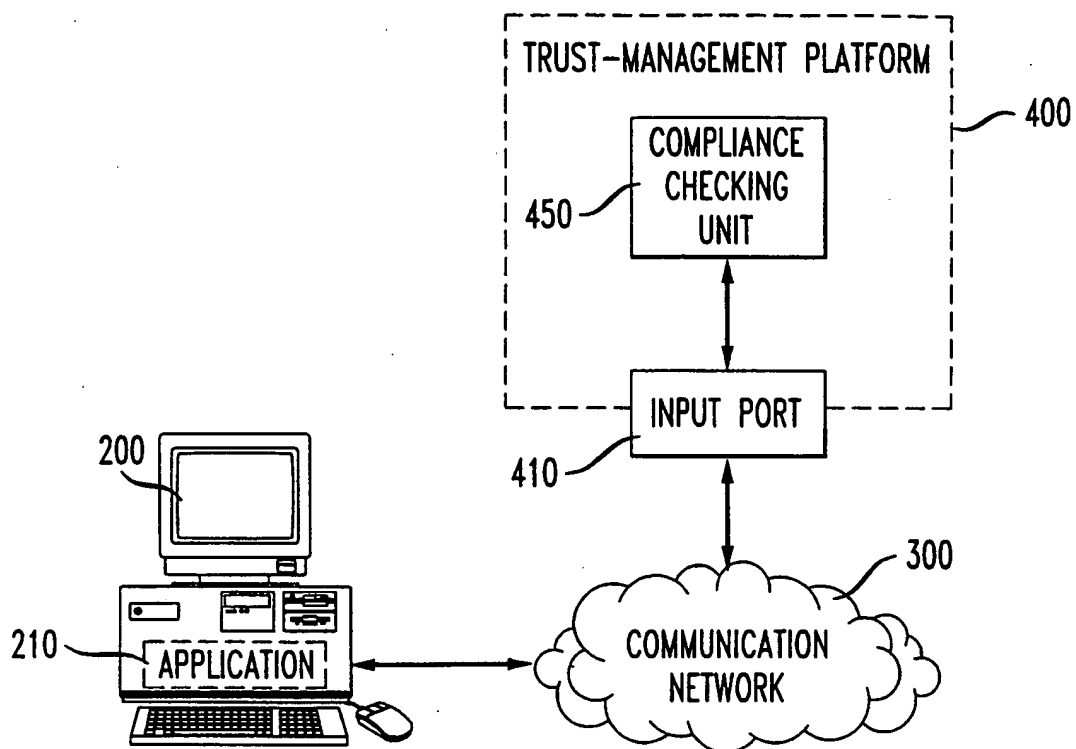 TRUST-MANAGEMENT PLATFORM
400
COMPLIANCE
CHECKING
UNIT
450
INPUT PORT
410
200
300
COMMUNICATION
NETWORK
210
APPLICATION